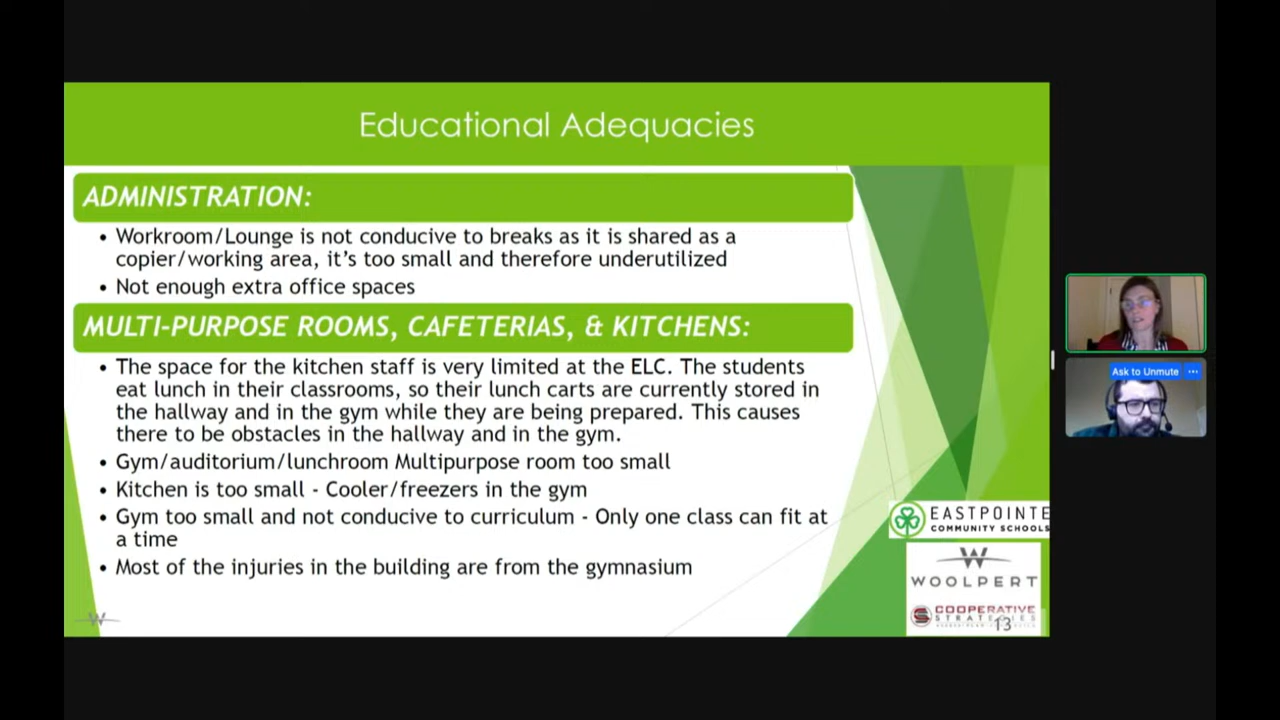 Educational Adequacies
ADMINISTRATION:
• Workroom/Lounge is not conducive to breaks as it is shared as a
copier/working area, it's too small and therefore underutilized
• Not enough extra office spaces
MULTI-PURPOSE ROOMS, CAFETERIAS, & KITCHENS:
• The space for the kitchen staff is very limited at the ELC. The students
eat lunch in their classrooms, so their lunch carts are currently stored in
the hallway and in the gym while they are being prepared. This causes
there to be obstacles in the hallway and in the gym.
• Gym/auditorium/lunchroom Multipurpose room too small
• Kitchen is too small - Cooler/freezers in the gym
• Gym too small and not conducive to curriculum - Only one class can fit at
a time
• Most of the injuries in the building are from the gymnasium
EASTPOINTE
COMMUNITY SCHOOLS
WOOLPERT
COOPERATIVE
STRATEGIES
13
Ask to Unmute